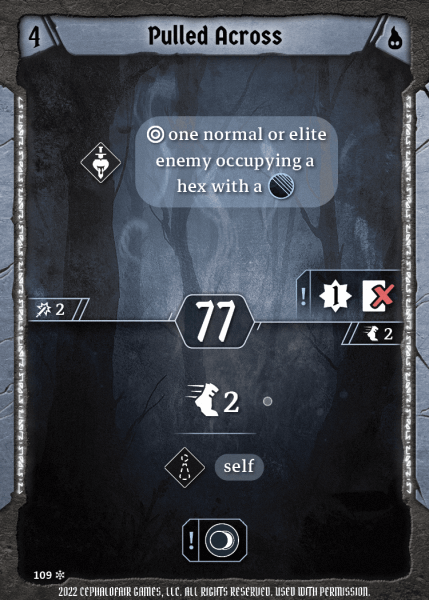 4
Pulled Across
one normal or elite
enemy occupying a
hex with a
! 1
2
77
2
2
self
!
109
2022 CEPHALOFAIR GAMES, LLC. ALL RIGHTS RESERVED. USED WITH PERMISSION.